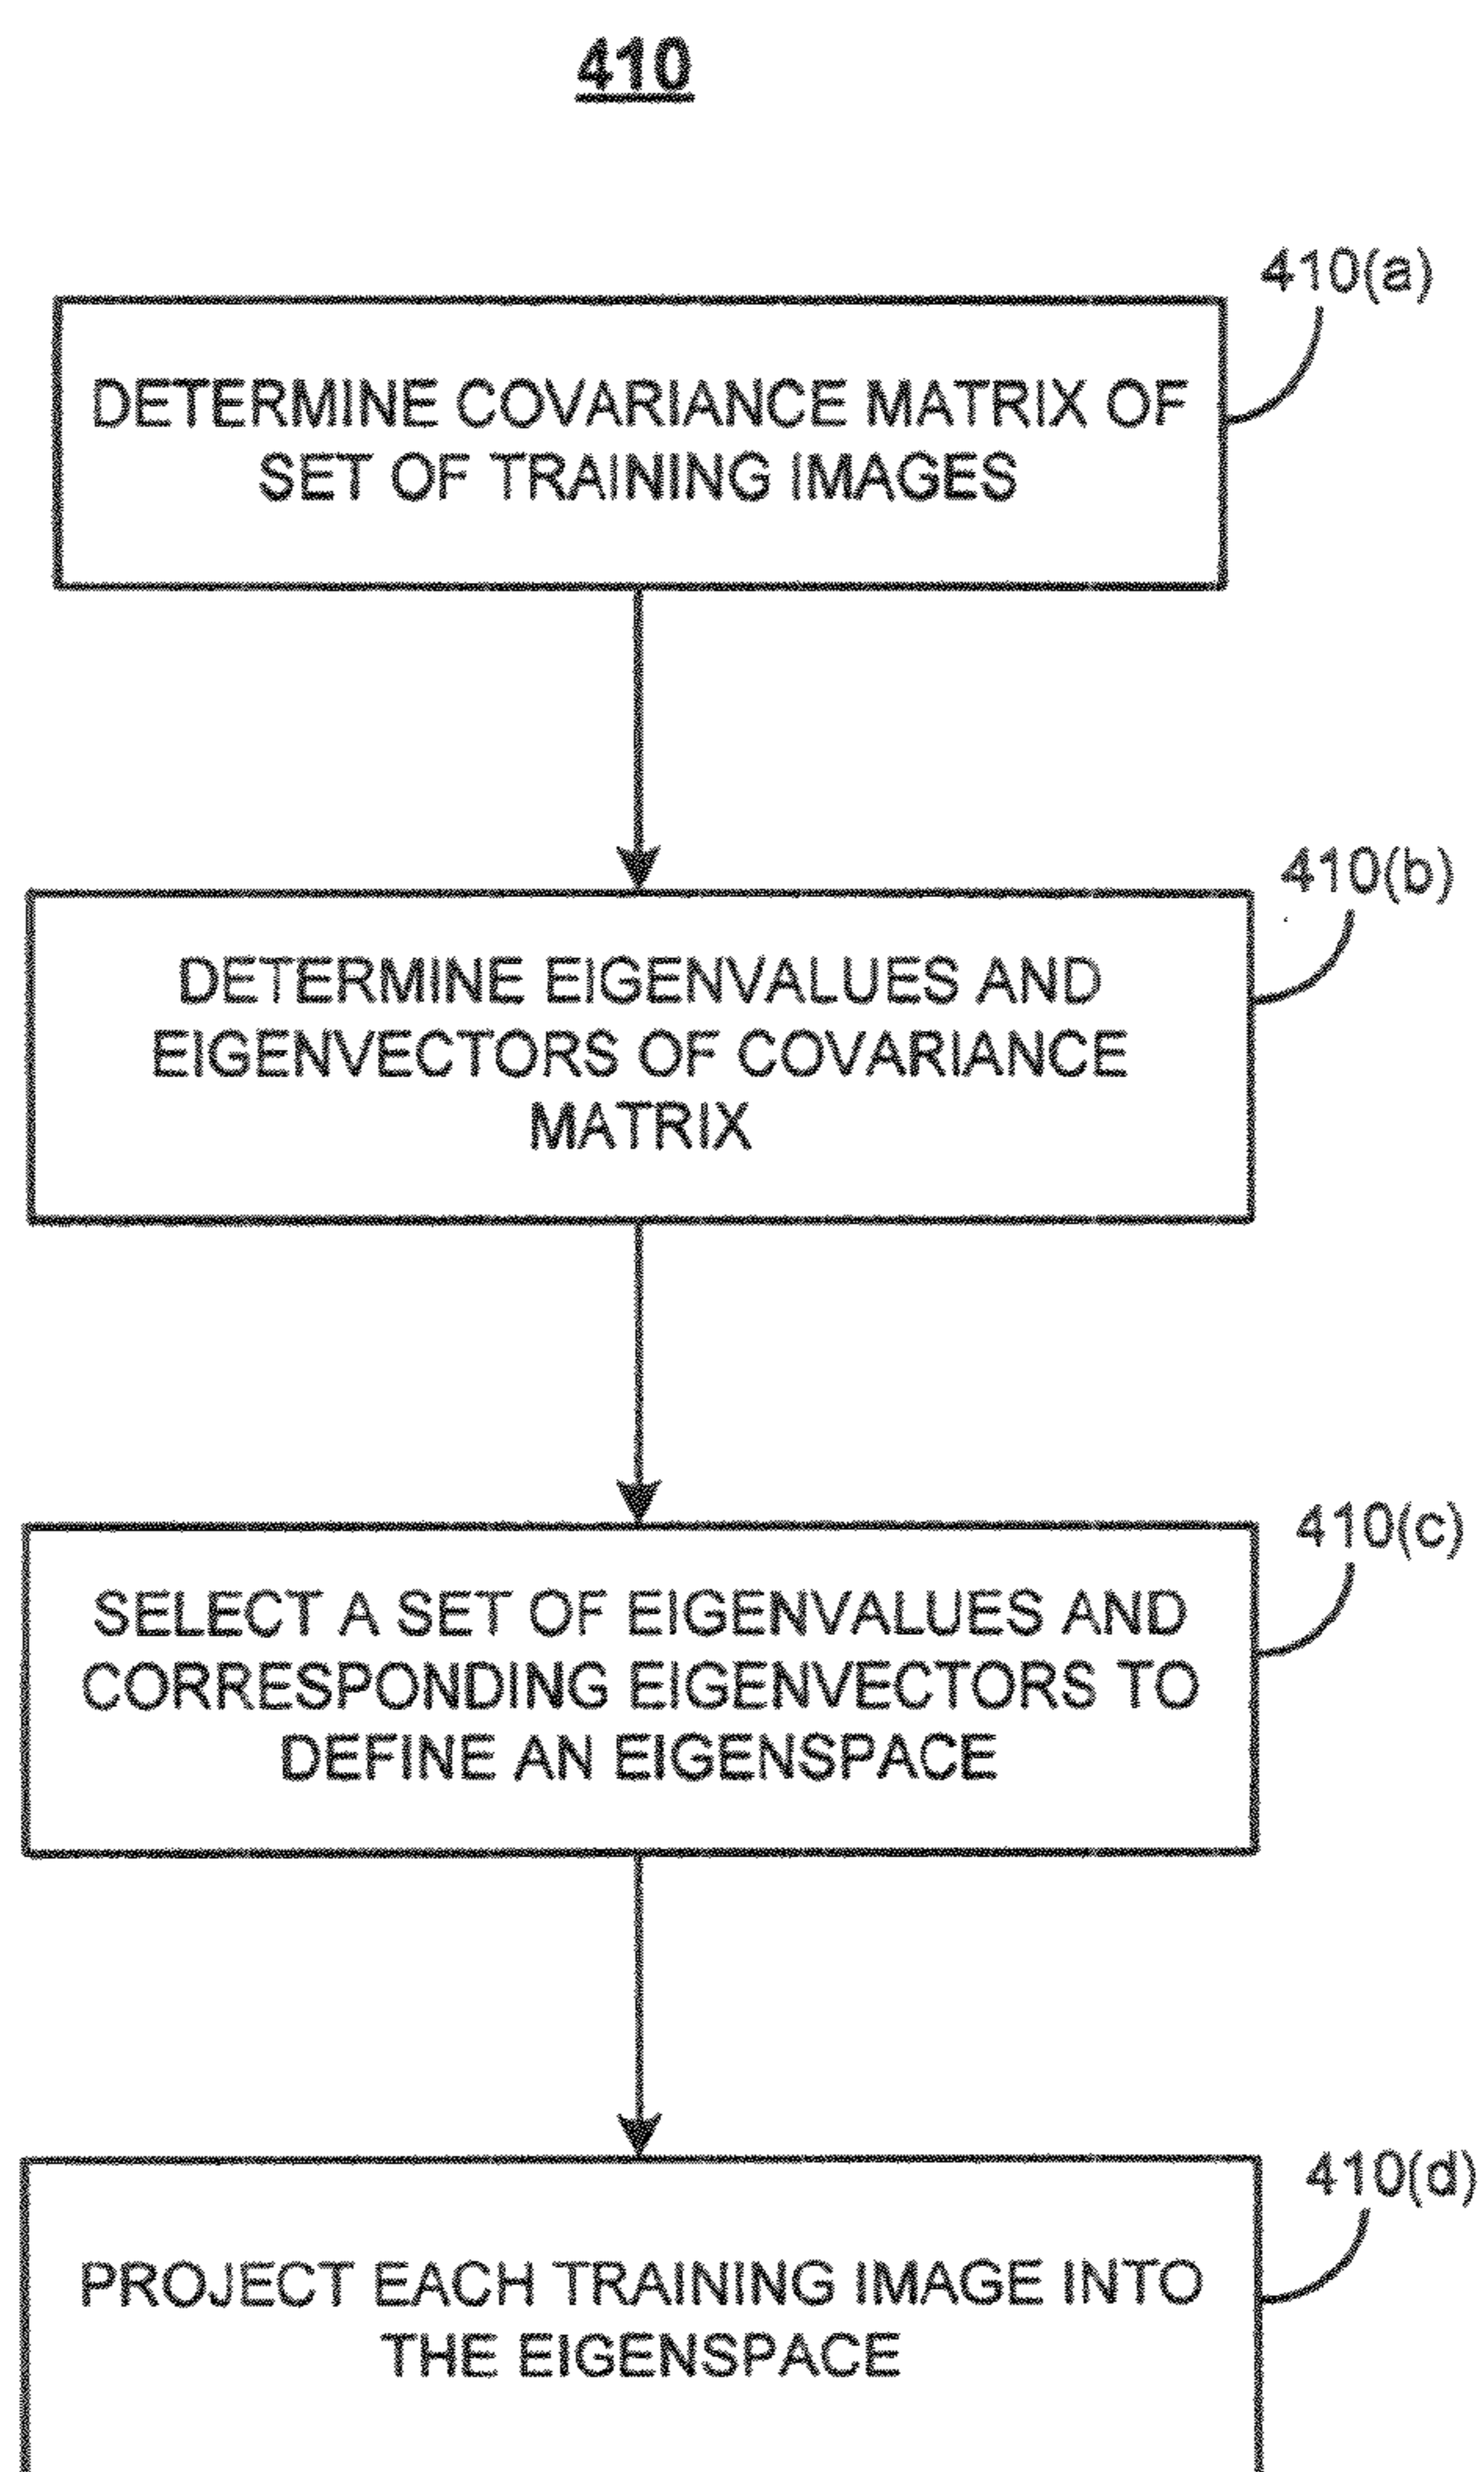 410
410(a)
DETERMINE COVARIANCE MATRIX OF
SET OF TRAINING IMAGES
410(b)
DETERMINE EIGENVALUES AND
EIGENVECTORS OF COVARIANCE
MATRIX
410(c)
SELECT A SET OF EIGENVALUES AND
CORRESPONDING EIGENVECTORS TO
DEFINE AN EIGENSPACE
410(d)
PROJECT EACH TRAINING IMAGE INTO
THE EIGENSPACE